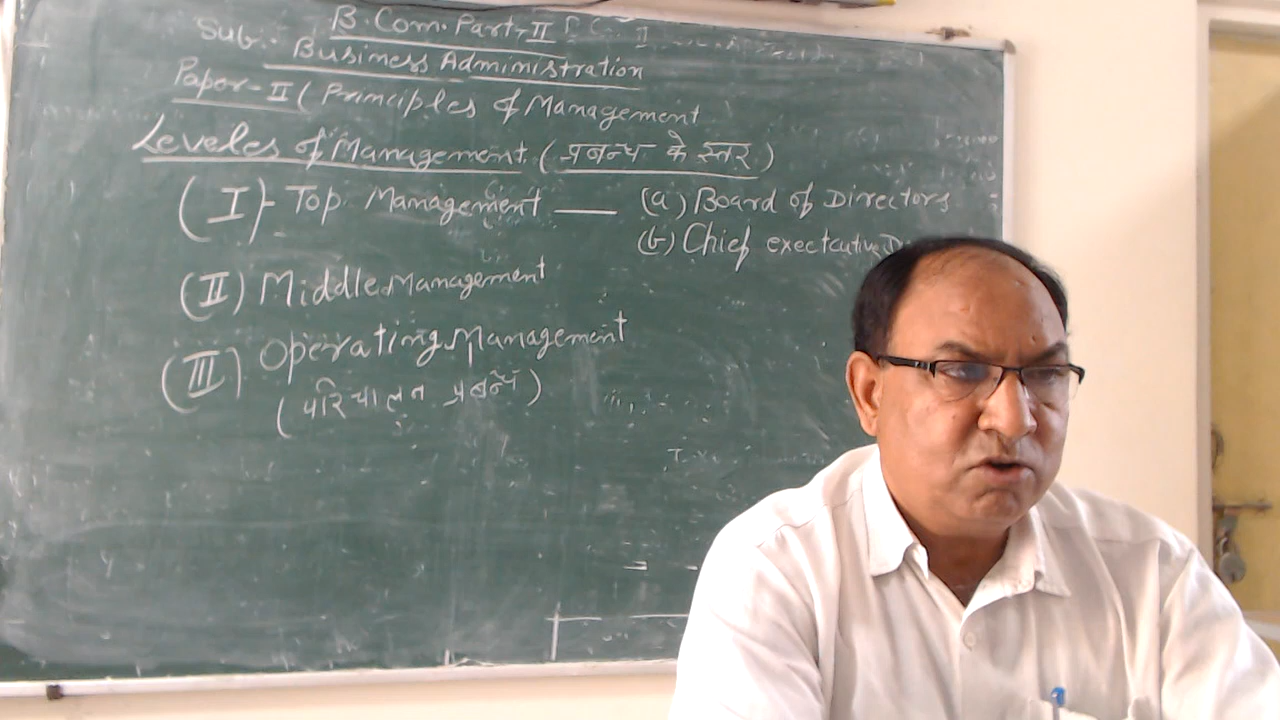 B. Com. Part-II
Sub:- Business Administration
Paper-II (Principles of Management
Leveles of Management (प्रबन्ध के स्तर)
(I)- Top Management — (a) Board of Directors
(b) Chief exectcutive
(II) Middle Management
(III) Operating Management
(परिचालन प्रबन्ध)